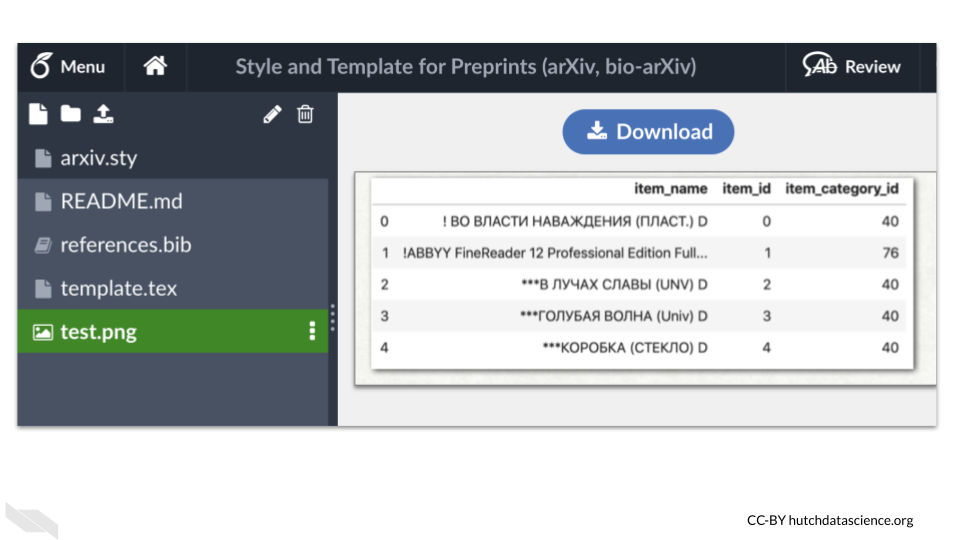 Menu
Style and Template for Preprints (arXiv, bio-arXiv)
Review
arxiv.sty
README.md
references.bib
template.tex
test.png
Download
item_name item_id item_category_id
0 ! ВО ВЛАСТИ НАВАЖДЕНИЯ (ПЛАСТ.) D 0 40
1 !ABBYY FineReader 12 Professional Edition Full... 1 76
2 ***В ЛУЧАХ СЛАВЫ (UNV) D 2 40
3 ***ГОЛУБАЯ ВОЛНА (Univ) D 3 40
4 ***КОРОБКА (СТЕКЛО) D 4 40
CC-BY hutchdatascience.org